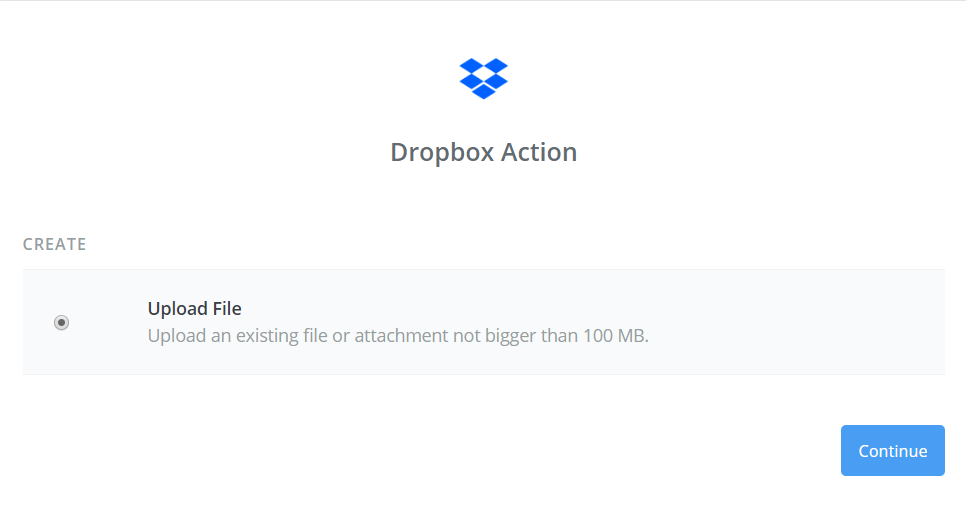 Dropbox Action
CREATE
Upload File
Upload an existing file or attachment not bigger than 100 MB.
Continue